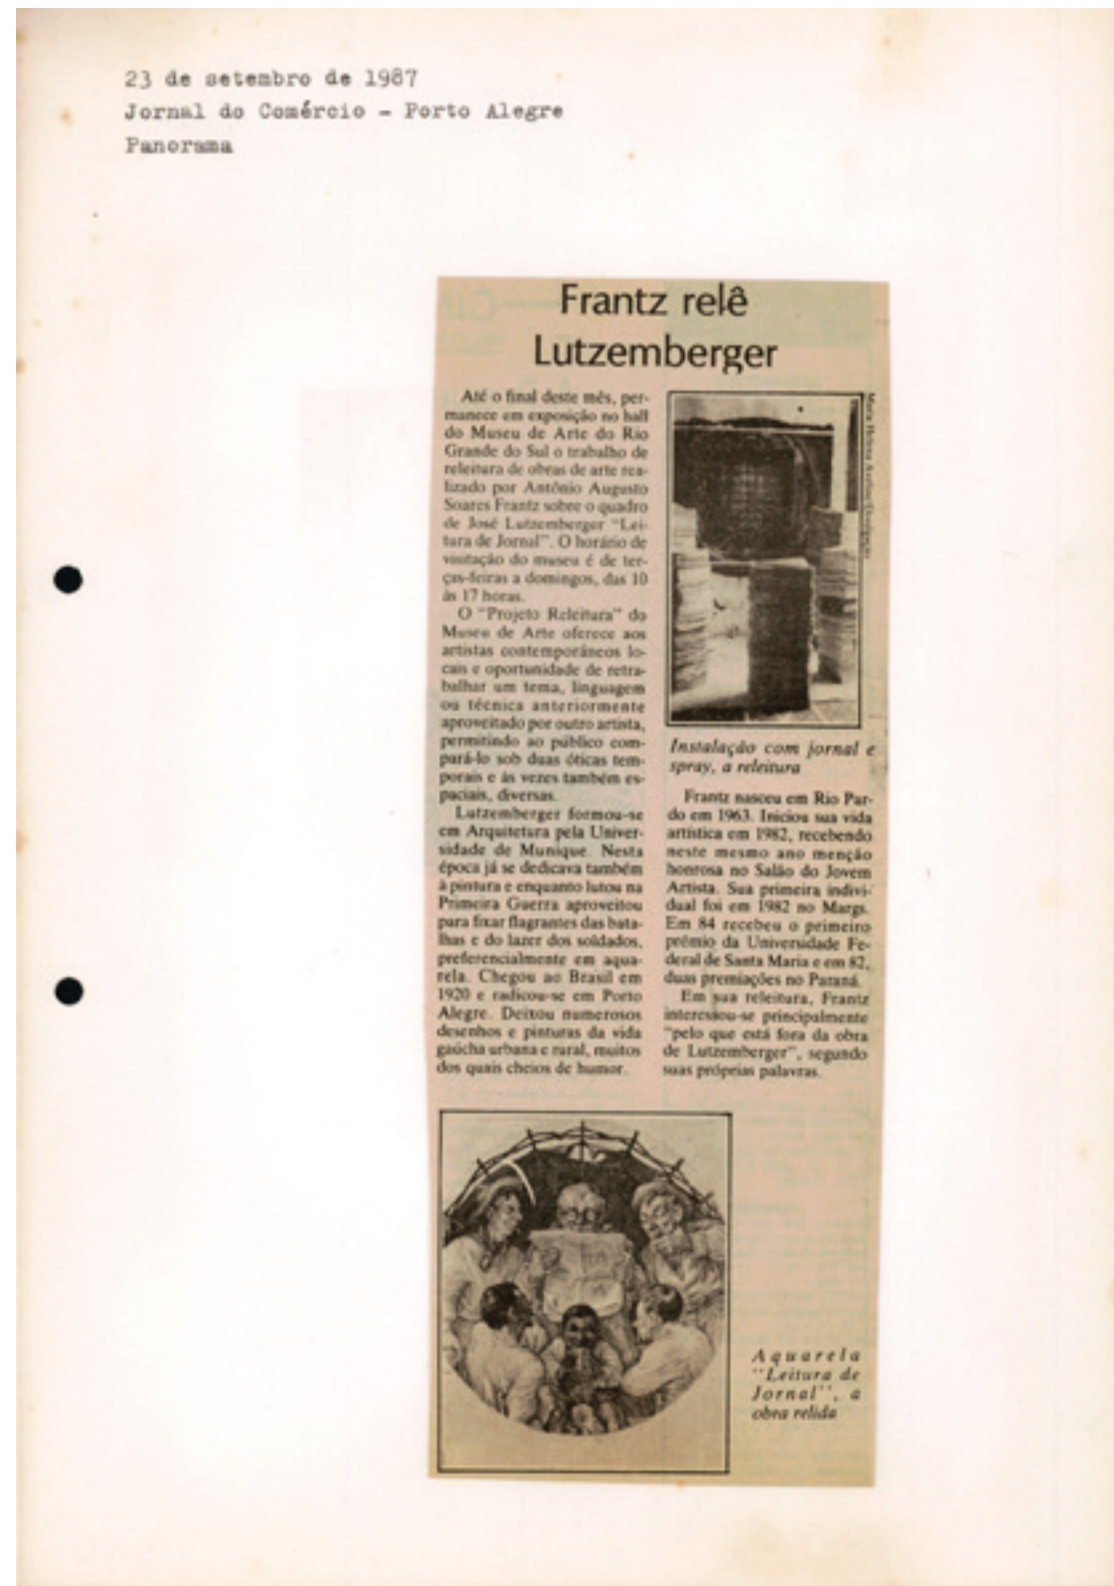 23 de setembro de 1987
Jornal do Comércio - Porto Alegre
Panorama
Frantz relê
Lutzemberger
Até o final deste mês, per-
manece em exposição no hall
do Museu de Arte do Rio
Grande do Sul o trabalho de
releitura de obras de arte rea-
lizado por Antônio Augusto
Soares Frantz sobre o quadro
de José Lutzemberger "Lei-
tura de Jornal". O horário de
visitação do museu é de ter-
ças-feiras a domingos, das 10
às 17 horas.
O "Projeto Releitura" do
Museu de Arte oferece aos
artistas contemporâneos lo-
cais e oportunidade de retra-
balhar um tema, linguagem
ou técnica anteriormente
aproveitado por outro artista,
permitindo ao público com-
pará-lo sob duas óticas tem-
porais e às vezes também es-
paciais, diversas.
Lutzemberger formou-se
em Arquitetura pela Univer-
sidade de Munique. Nesta
época já se dedicava também
à pintura e enquanto lutou na
Primeira Guerra aproveitou
para fixar flagrantes das bata-
lhas e do lazer dos soldados,
preferencialmente em aqua-
rela. Chegou ao Brasil em
1920 e radicou-se em Porto
Alegre. Deixou numerosos
desenhos e pinturas da vida
gaúcha urbana e rural, muitos
dos quais cheios de humor.
Maria Helena
Instalação com jornal e
spray, a releitura
Frantz nasceu em Rio Par-
do em 1963. Iniciou sua vida
artística em 1982, recebendo
neste mesmo ano menção
honrosa no Salão do Jovem
Artista. Sua primeira indivi-
dual foi em 1982 no Margs.
Em 84 recebeu o primeiro
prêmio da Universidade Fe-
deral de Santa Maria e em 82,
duas premiações no Paraná.
Em sua releitura, Frantz
interessou-se principalmente
"pelo que está fora da obra
de Lutzemberger", segundo
suas próprias palavras.
Aquarela
"Leitura de
Jornal", a
obra relida